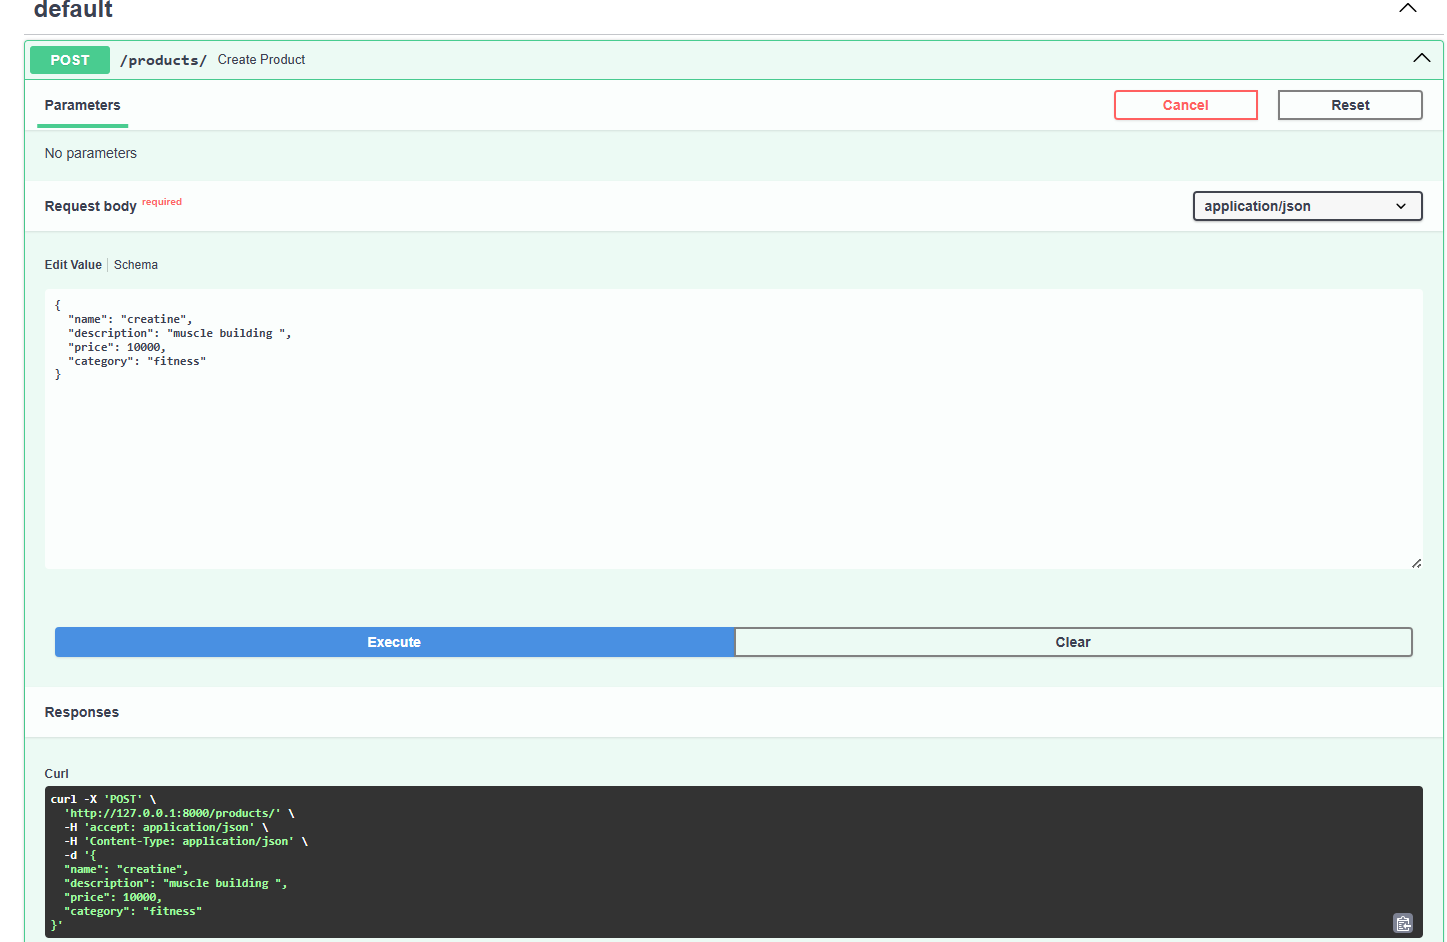 default
POST /products/ Create Product
Parameters Cancel Reset
No parameters
Request body required application/json
Edit Value Schema
{
  "name": "creatine",
  "description": "muscle building ",
  "price": 10000,
  "category": "fitness"
}
Execute Clear
Responses
Curl
curl -X 'POST' \
  'http://127.0.0.1:8000/products/' \
  -H 'accept: application/json' \
  -H 'Content-Type: application/json' \
  -d '{
  "name": "creatine",
  "description": "muscle building ",
  "price": 10000,
  "category": "fitness"
}'